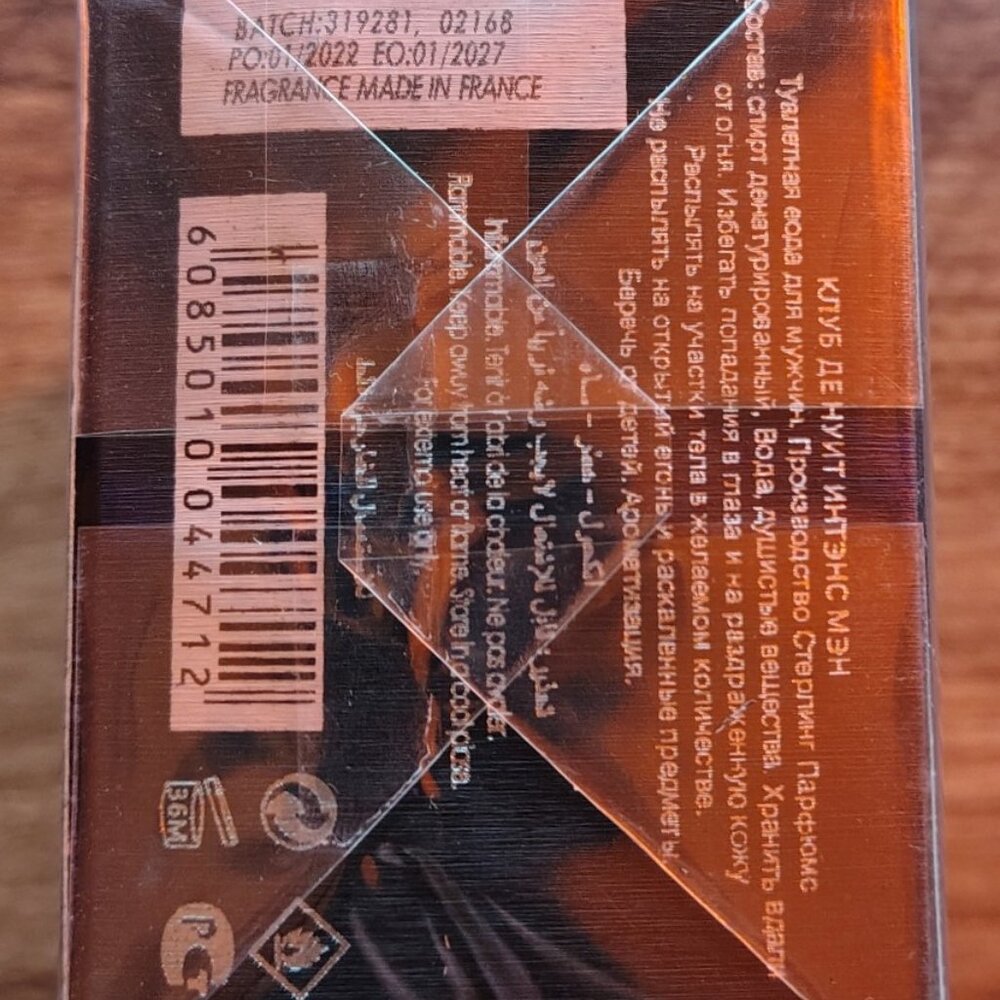 BATCH:319281, 02168
PO:01/2022 EO:01/2027
FRAGRANCE MADE IN FRANCE
6085010044712
КЛУБ ДЕ НУИТ ИНТЭНС МЭН
Туалетная вода для мужчин. Производство Стерлинг Парфюмс
Состав: спирт денатурированный, Вода, душистые вещества. Хранить вдали
от огня. Избегать попадания в глаза и на раздраженную кожу
Распылять на участки тела в желаемом количестве.
Не распылять на открытый огонь и раскаленные предметы
Беречь от детей. Ароматизация.
Inflammable. Tenir à l'abri de la chaleur. Ne pas avaler.
Flammable. Keep away from heat or flame. Store in a cool place.
For external use only
36M
РСТ